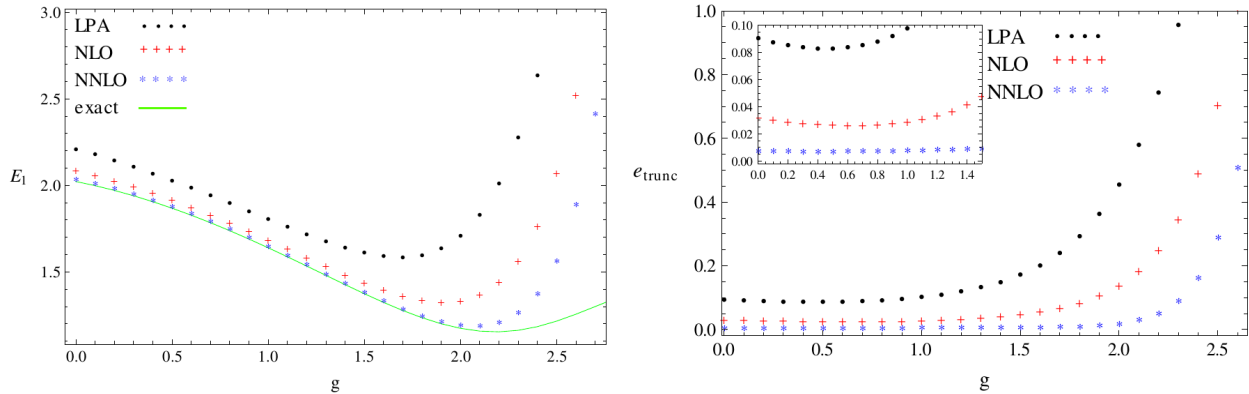 LPA
NLO
NNLO
exact
3.0
2.5
2.0
1.5
E₁
0.0 0.5 1.0 1.5 2.0 2.5
g
LPA
NLO
NNLO
1.0
0.8
0.6
0.4
0.2
0.0
e_trunc
0.0 0.5 1.0 1.5 2.0 2.5
g
0.10
0.08
0.06
0.04
0.02
0.00
0.0 0.2 0.4 0.6 0.8 1.0 1.2 1.4